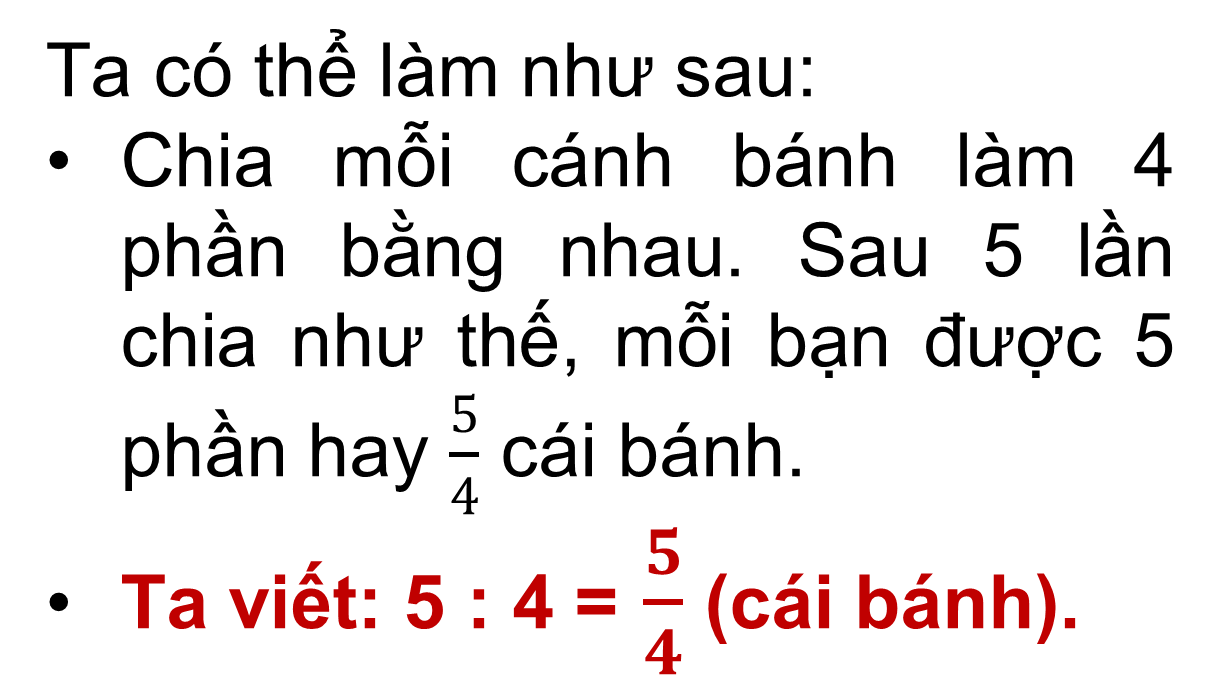 Ta có thể làm như sau:
• Chia mỗi cánh bánh làm 4
phần bằng nhau. Sau 5 lần
chia như thế, mỗi bạn được 5
phần hay 5/4 cái bánh.
• Ta viết: 5 : 4 = 5/4 (cái bánh).